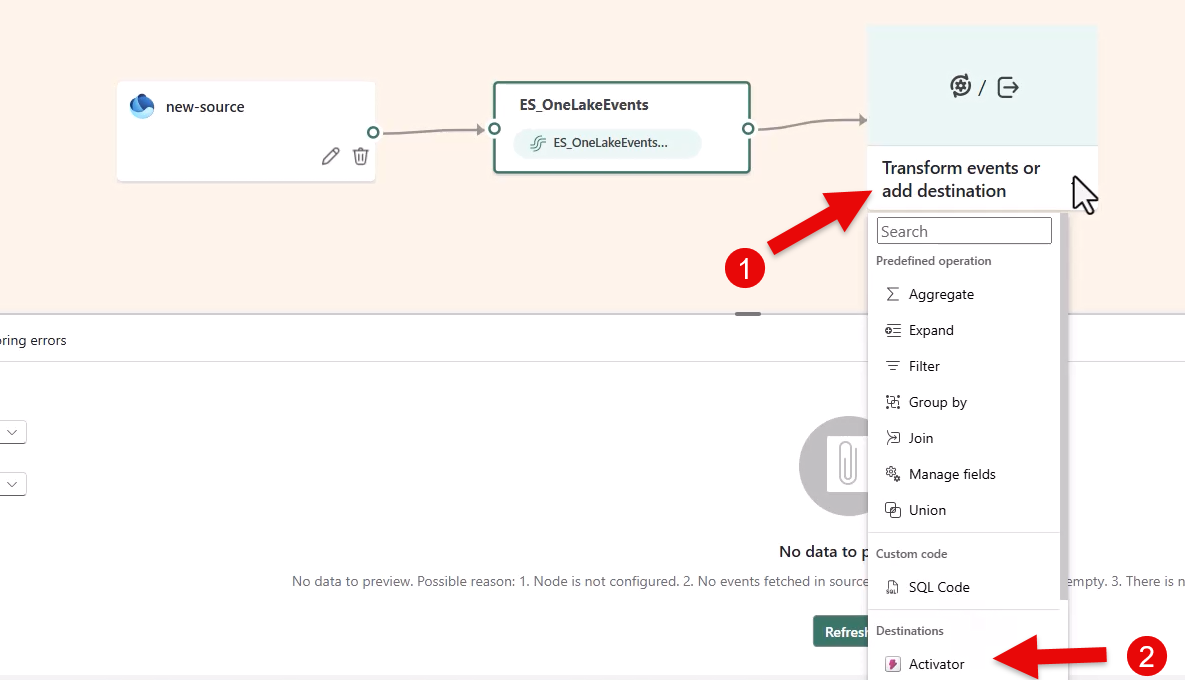 new-source
ES_OneLakeEvents
ES_OneLakeEvents...
/
Transform events or
add destination
1
Search
Predefined operation
Aggregate
Expand
Filter
Group by
Join
Manage fields
Union
Custom code
SQL Code
Destinations
Activator
2
oring errors
No data to p
No data to preview. Possible reason: 1. Node is not configured. 2. No events fetched in source
empty. 3. There is n
Refresh